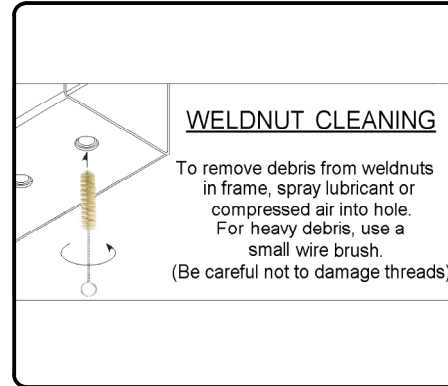 WELDNUT CLEANING
To remove debris from weldnuts
in frame, spray lubricant or
compressed air into hole.
For heavy debris, use a
small wire brush.
(Be careful not to damage threads)